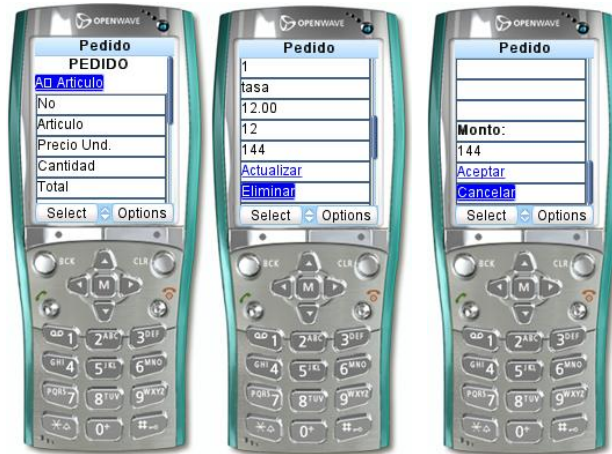 OPENWAVE
Pedido
PEDIDO
A□ Articulo
No
Articulo
Precio Und.
Cantidad
Total
Select Options
BCK CLR
M
1 2ABC 3DEF
GHI4 5JKL 6MNO
PQRS7 8TUV 9WXYZ
* 0+ #
OPENWAVE
Pedido
1
tasa
12.00
12
144
Actualizar
Eliminar
Select Options
BCK CLR
M
1 2ABC 3DEF
GHI4 5JKL 6MNO
PQRS7 8TUV 9WXYZ
* 0+ #
OPENWAVE
Pedido
Monto:
144
Aceptar
Cancelar
Select Options
BCK CLR
M
1 2ABC 3DEF
GHI4 5JKL 6MNO
PQRS7 8TUV 9WXYZ
* 0+ #